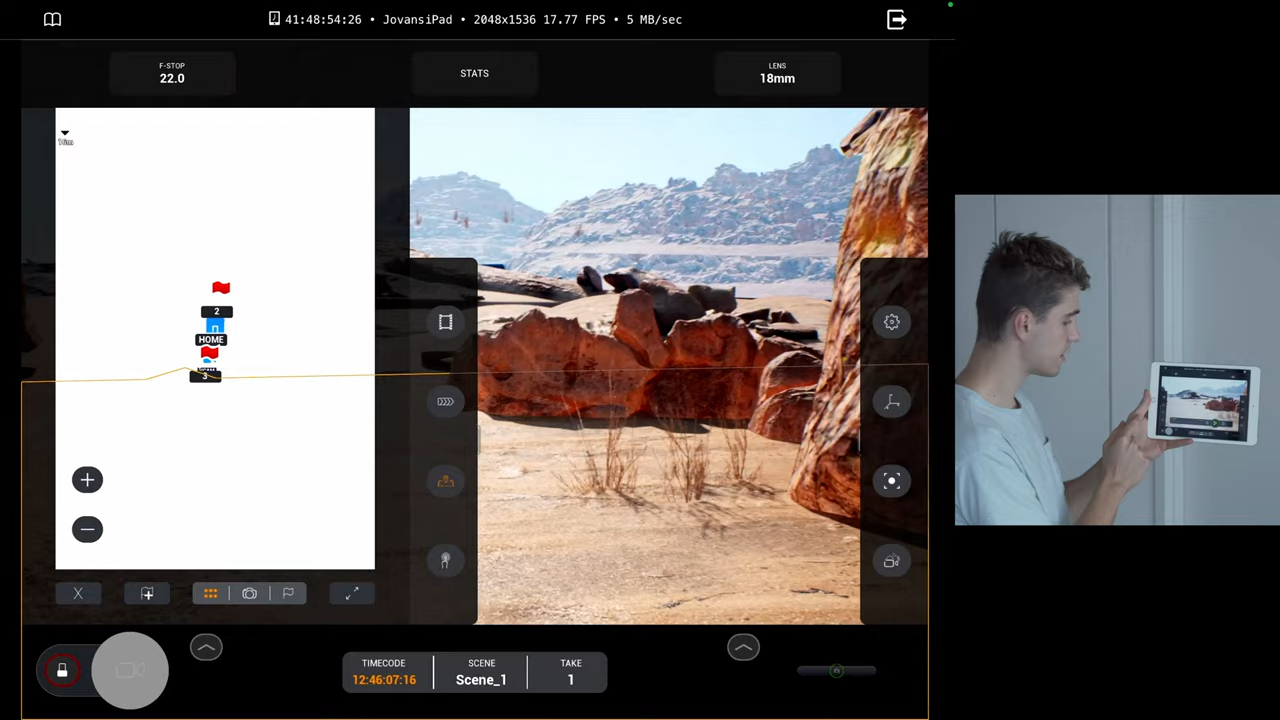 41:48:54:26 • JovansiPad • 2048x1536 17.77 FPS • 5 MB/sec
F-STOP
22.0
STATS
LENS
18mm
2
HOME
3
X
TIMECODE
12:46:07:16
SCENE
Scene_1
TAKE
1